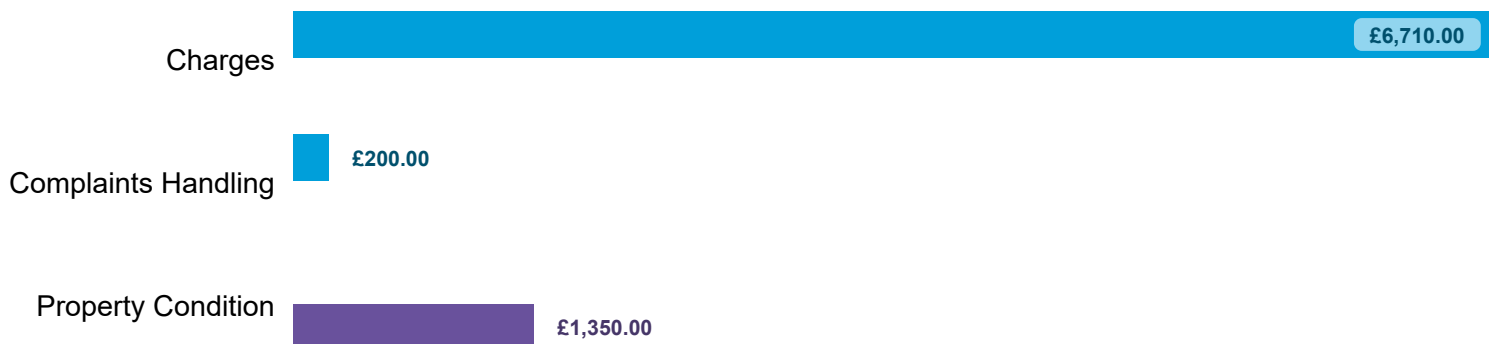 Charges
£6,710.00
Complaints Handling
£200.00
Property Condition
£1,350.00